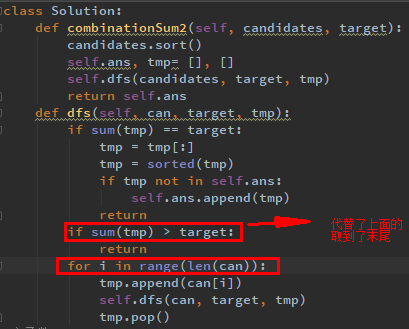 class Solution:
def combinationSum2(self, candidates, target):
candidates.sort()
self.ans, tmp= [], []
self.dfs(candidates, target, tmp)
return self.ans
def dfs(self, can, target, tmp):
if sum(tmp) == target:
tmp = tmp[:]
tmp = sorted(tmp)
if tmp not in self.ans:
self.ans.append(tmp)
return
if sum(tmp) > target:
代替了上面的
取到了末尾
return
for i in range(len(can)):
tmp.append(can[i])
self.dfs(can, target, tmp)
tmp.pop()